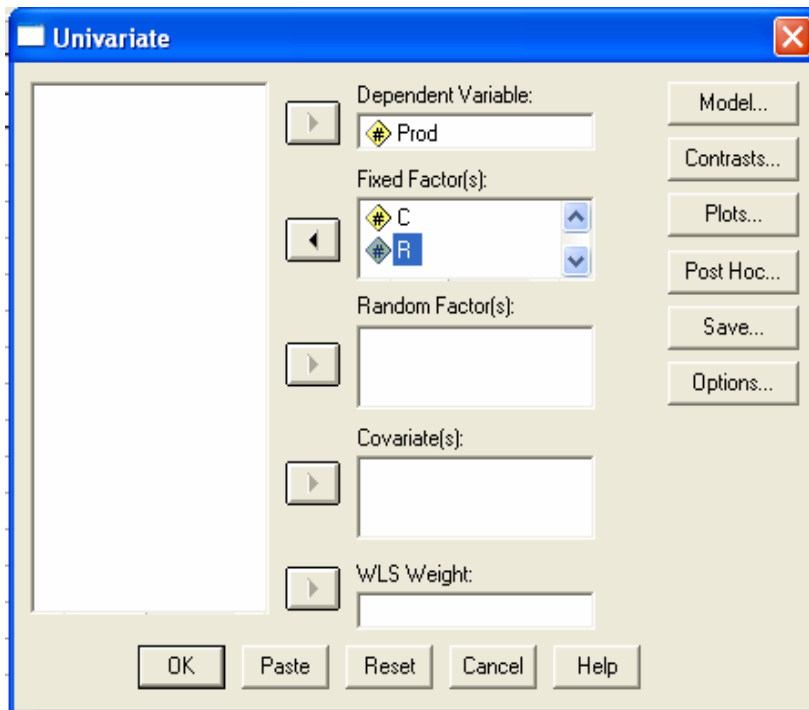 Univariate
Dependent Variable:
# Prod
Fixed Factor(s):
# C
# R
Random Factor(s):
Covariate(s):
WLS Weight:
Model...
Contrasts...
Plots...
Post Hoc...
Save...
Options...
OK
Paste
Reset
Cancel
Help